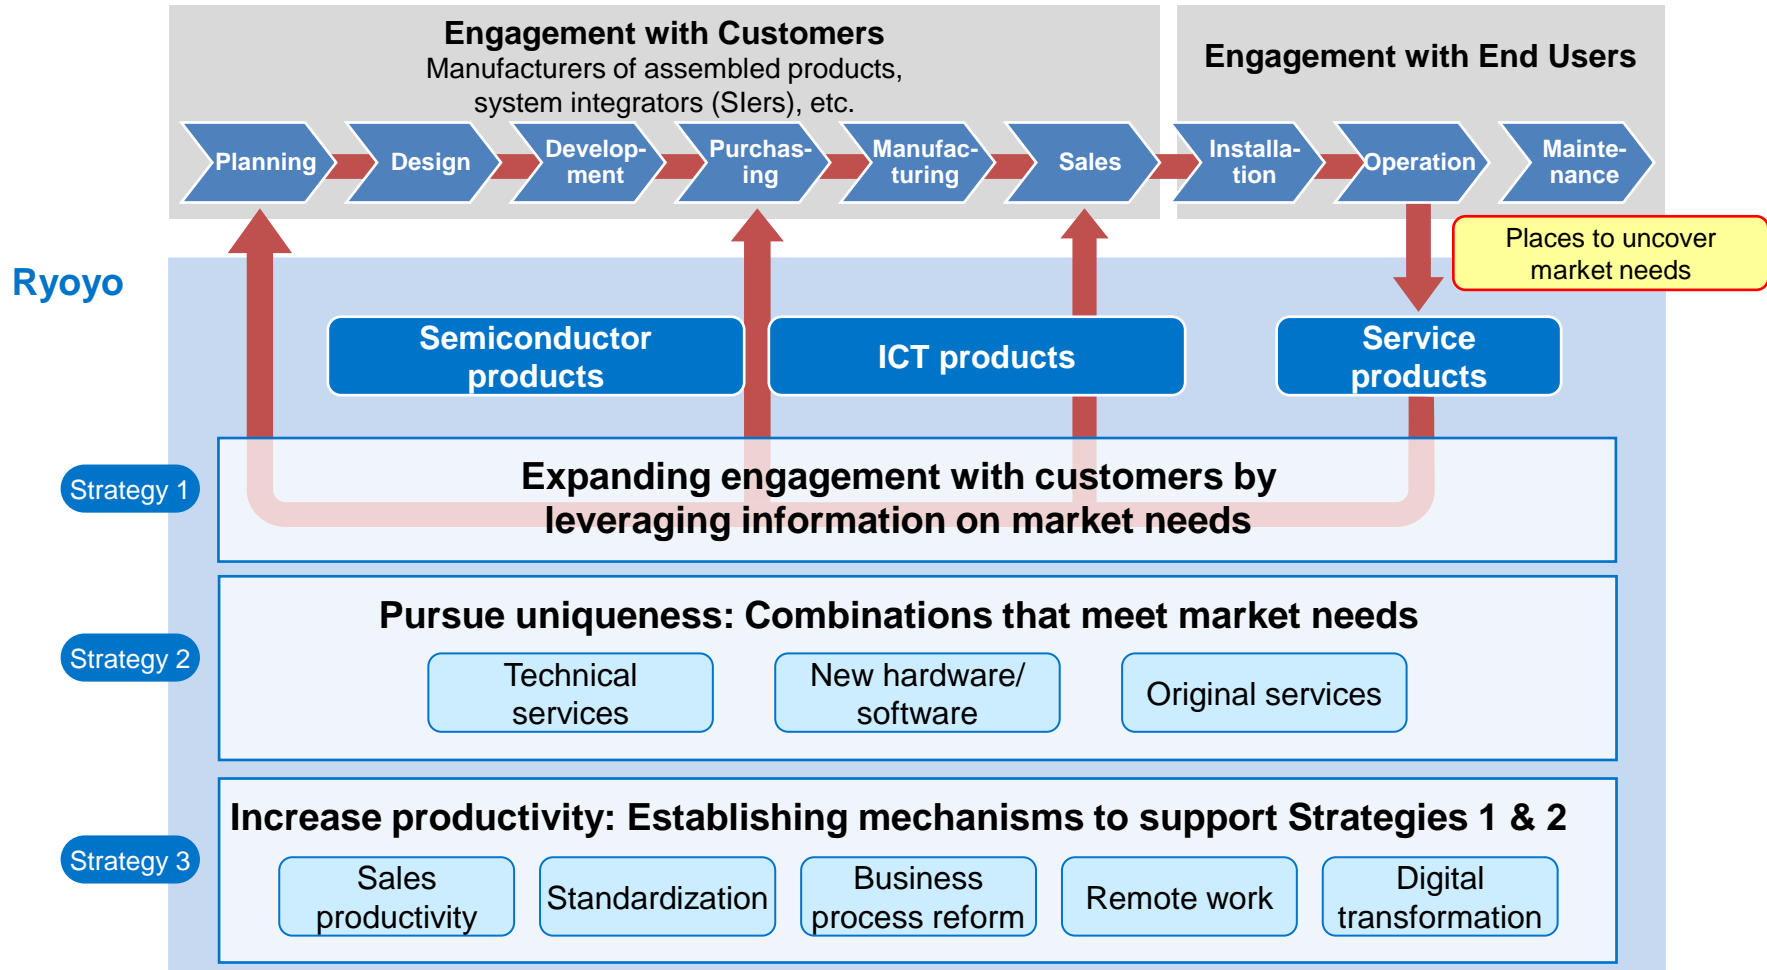 Engagement with Customers
Manufacturers of assembled products,
system integrators (SIers), etc.
Engagement with End Users
Planning
Design
Develop-
ment
Purchas-
ing
Manufac-
turing
Sales
Installa-
tion
Operation
Mainte-
nance
Places to uncover
market needs
Ryoyo
Semiconductor
products
ICT products
Service
products
Strategy 1
Expanding engagement with customers by
leveraging information on market needs
Strategy 2
Pursue uniqueness: Combinations that meet market needs
Technical
services
New hardware/
software
Original services
Strategy 3
Increase productivity: Establishing mechanisms to support Strategies 1 & 2
Sales
productivity
Standardization
Business
process reform
Remote work
Digital
transformation